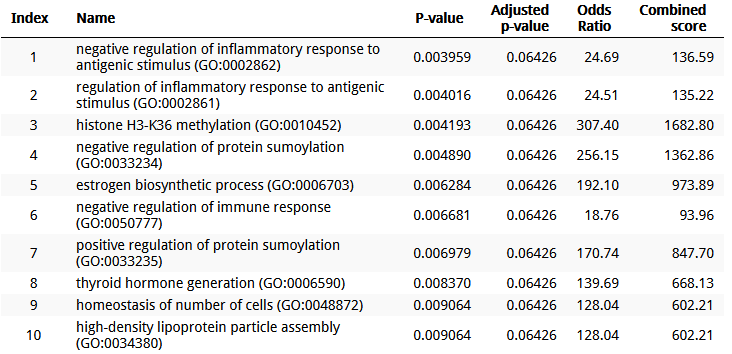 Index Name P-value Adjusted p-value Odds Ratio Combined score
1 negative regulation of inflammatory response to antigenic stimulus (GO:0002862) 0.003959 0.06426 24.69 136.59
2 regulation of inflammatory response to antigenic stimulus (GO:0002861) 0.004016 0.06426 24.51 135.22
3 histone H3-K36 methylation (GO:0010452) 0.004193 0.06426 307.40 1682.80
4 negative regulation of protein sumoylation (GO:0033234) 0.004890 0.06426 256.15 1362.86
5 estrogen biosynthetic process (GO:0006703) 0.006284 0.06426 192.10 973.89
6 negative regulation of immune response (GO:0050777) 0.006681 0.06426 18.76 93.96
7 positive regulation of protein sumoylation (GO:0033235) 0.006979 0.06426 170.74 847.70
8 thyroid hormone generation (GO:0006590) 0.008370 0.06426 139.69 668.13
9 homeostasis of number of cells (GO:0048872) 0.009064 0.06426 128.04 602.21
10 high-density lipoprotein particle assembly (GO:0034380) 0.009064 0.06426 128.04 602.21